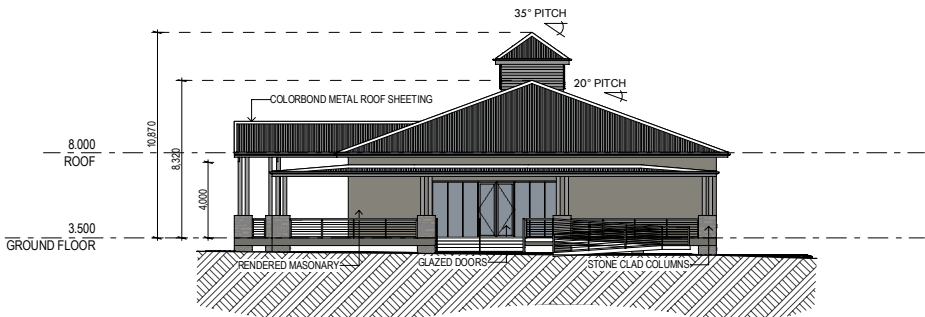 35° PITCH
20° PITCH
COLORBOND METAL ROOF SHEETING
10,870
8,320
8.000
ROOF
4,000
3.500
GROUND FLOOR
RENDERED MASONARY
GLAZED DOORS
STONE CLAD COLUMNS